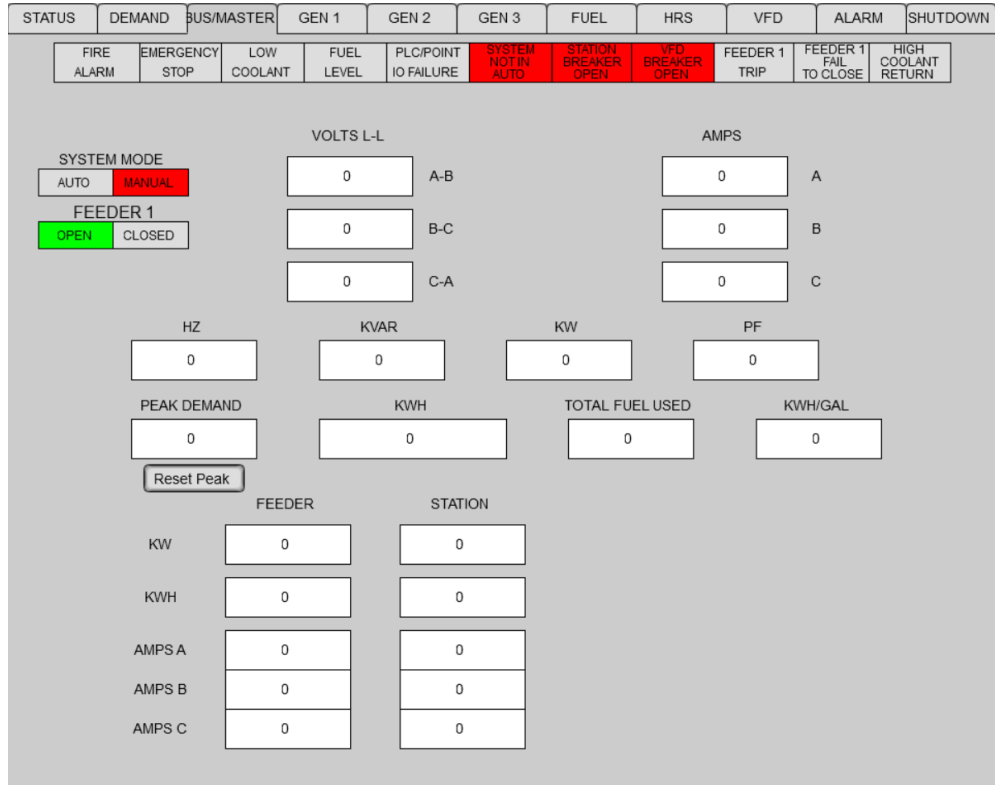 STATUS DEMAND BUS/MASTER GEN 1 GEN 2 GEN 3 FUEL HRS VFD ALARM SHUTDOWN
FIRE ALARM EMERGENCY STOP LOW COOLANT FUEL LEVEL PLC/POINT IO FAILURE SYSTEM NOT IN AUTO STATION BREAKER OPEN VFD BREAKER OPEN FEEDER 1 TRIP FEEDER 1 FAIL TO CLOSE HIGH COOLANT RETURN
VOLTS L-L AMPS
SYSTEM MODE
AUTO MANUAL
0 A-B 0 A
FEEDER 1
OPEN CLOSED
0 B-C 0 B
0 C-A 0 C
HZ KVAR KW PF
0 0 0 0
PEAK DEMAND KWH TOTAL FUEL USED KWH/GAL
0 0 0 0
Reset Peak
FEEDER STATION
KW 0 0
KWH 0 0
AMPS A 0 0
AMPS B 0 0
AMPS C 0 0